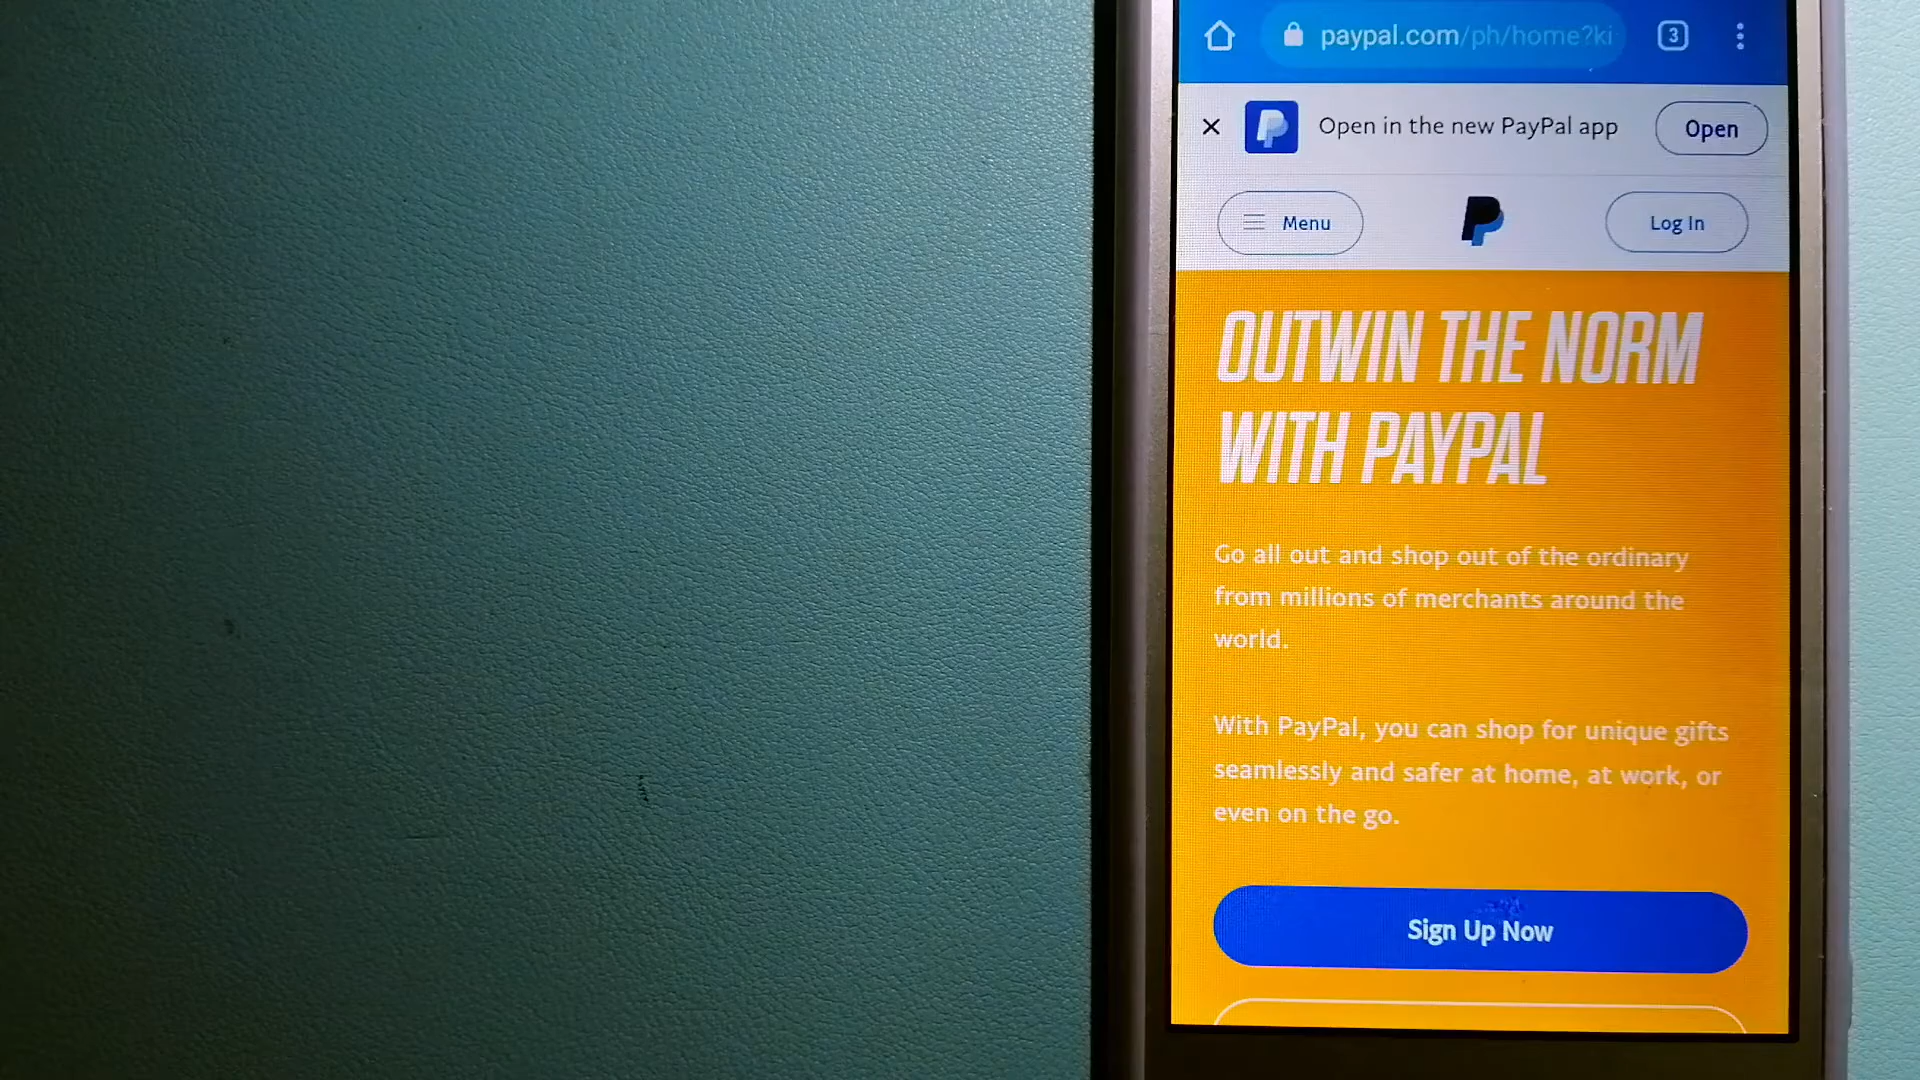 paypal.com/ph/home?ki
3
Open in the new PayPal app
Open
Menu
Log In
OUTWIN THE NORM
WITH PAYPAL
Go all out and shop out of the ordinary
from millions of merchants around the
world.
With PayPal, you can shop for unique gifts
seamlessly and safer at home, at work, or
even on the go.
Sign Up Now